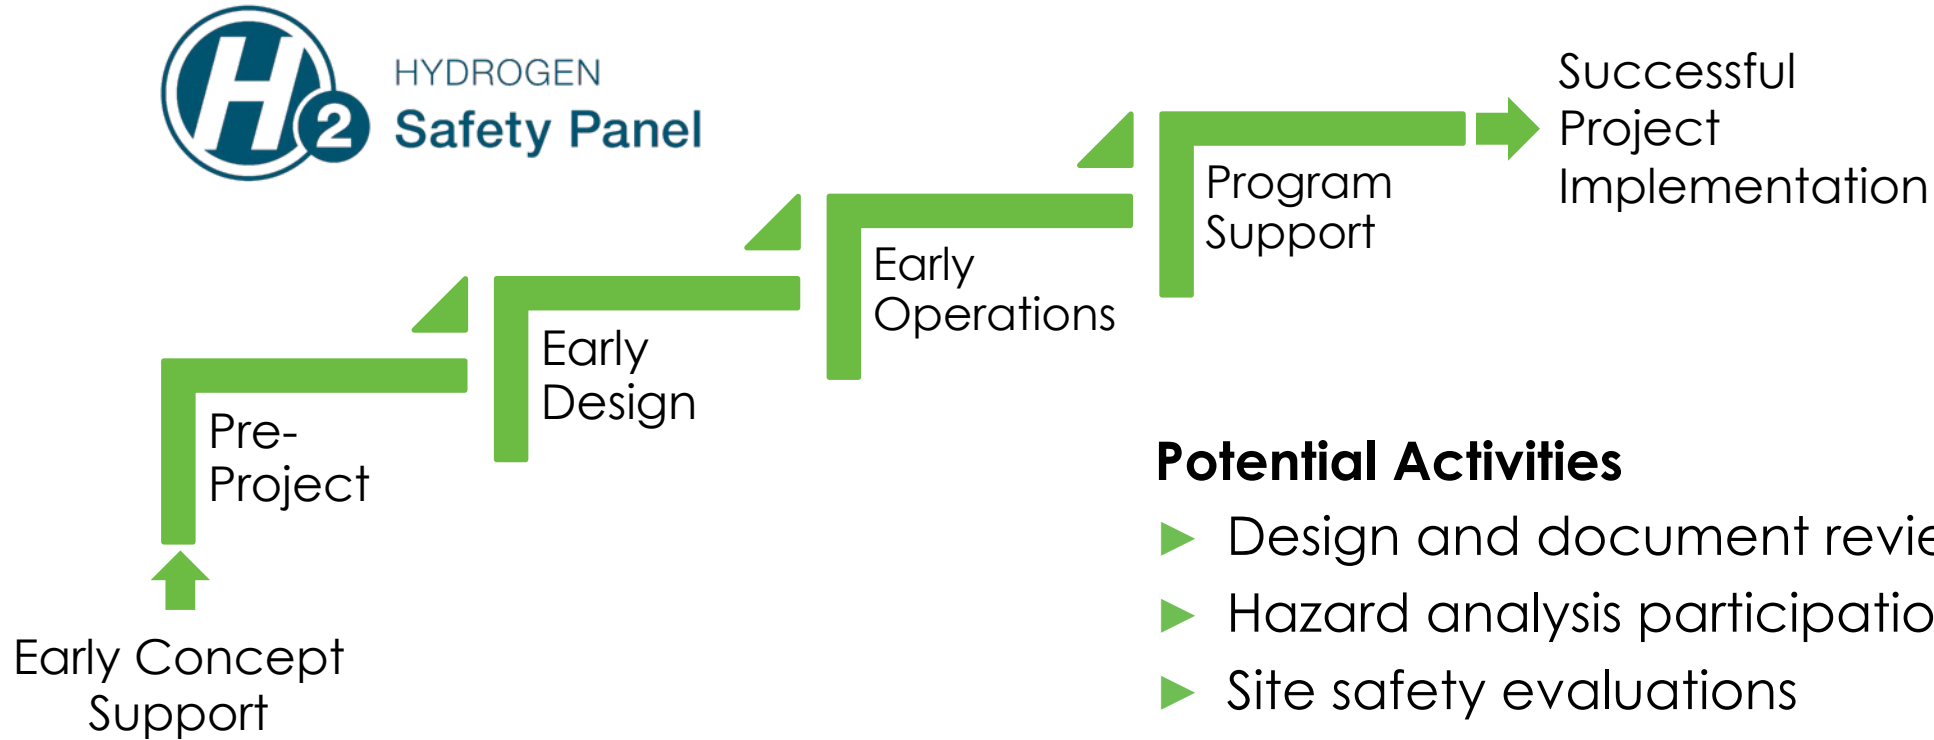 H2
HYDROGEN
Safety Panel
Successful
Project
Implementation
Program
Support
Early
Operations
Early
Design
Pre-
Project
Early Concept
Support
Potential Activities
► Design and document revie
► Hazard analysis participatio
► Site safety evaluations